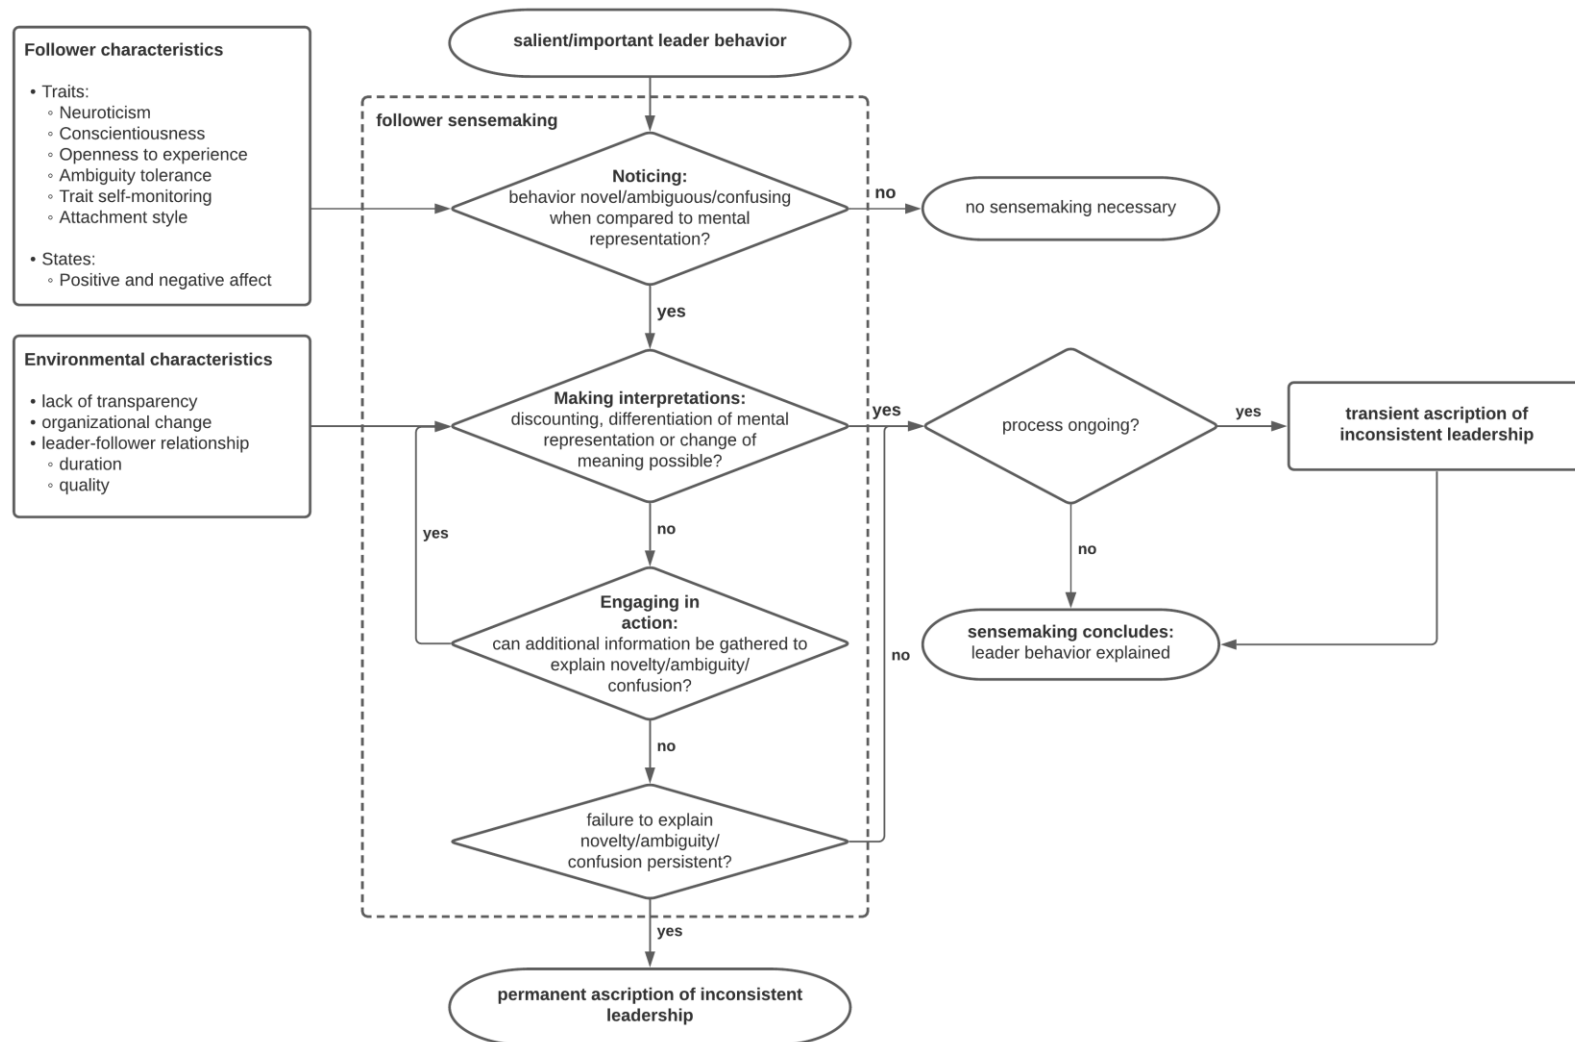 salient/important leader behavior
Follower characteristics
• Traits:
◦ Neuroticism
◦ Conscientiousness
◦ Openness to experience
◦ Ambiguity tolerance
◦ Trait self-monitoring
◦ Attachment style
• States:
◦ Positive and negative affect
follower sensemaking
Noticing:
behavior novel/ambiguous/confusing
when compared to mental
representation?
no
no sensemaking necessary
yes
Environmental characteristics
• lack of transparency
• organizational change
• leader-follower relationship
◦ duration
◦ quality
Making interpretations:
discounting, differentiation of mental
representation or change of
meaning possible?
yes
process ongoing?
yes
transient ascription of
inconsistent leadership
yes
no
no
Engaging in
action:
can additional information be gathered to
explain novelty/ambiguity/
confusion?
sensemaking concludes:
leader behavior explained
no
no
failure to explain
novelty/ambiguity/
confusion persistent?
yes
permanent ascription of inconsistent
leadership